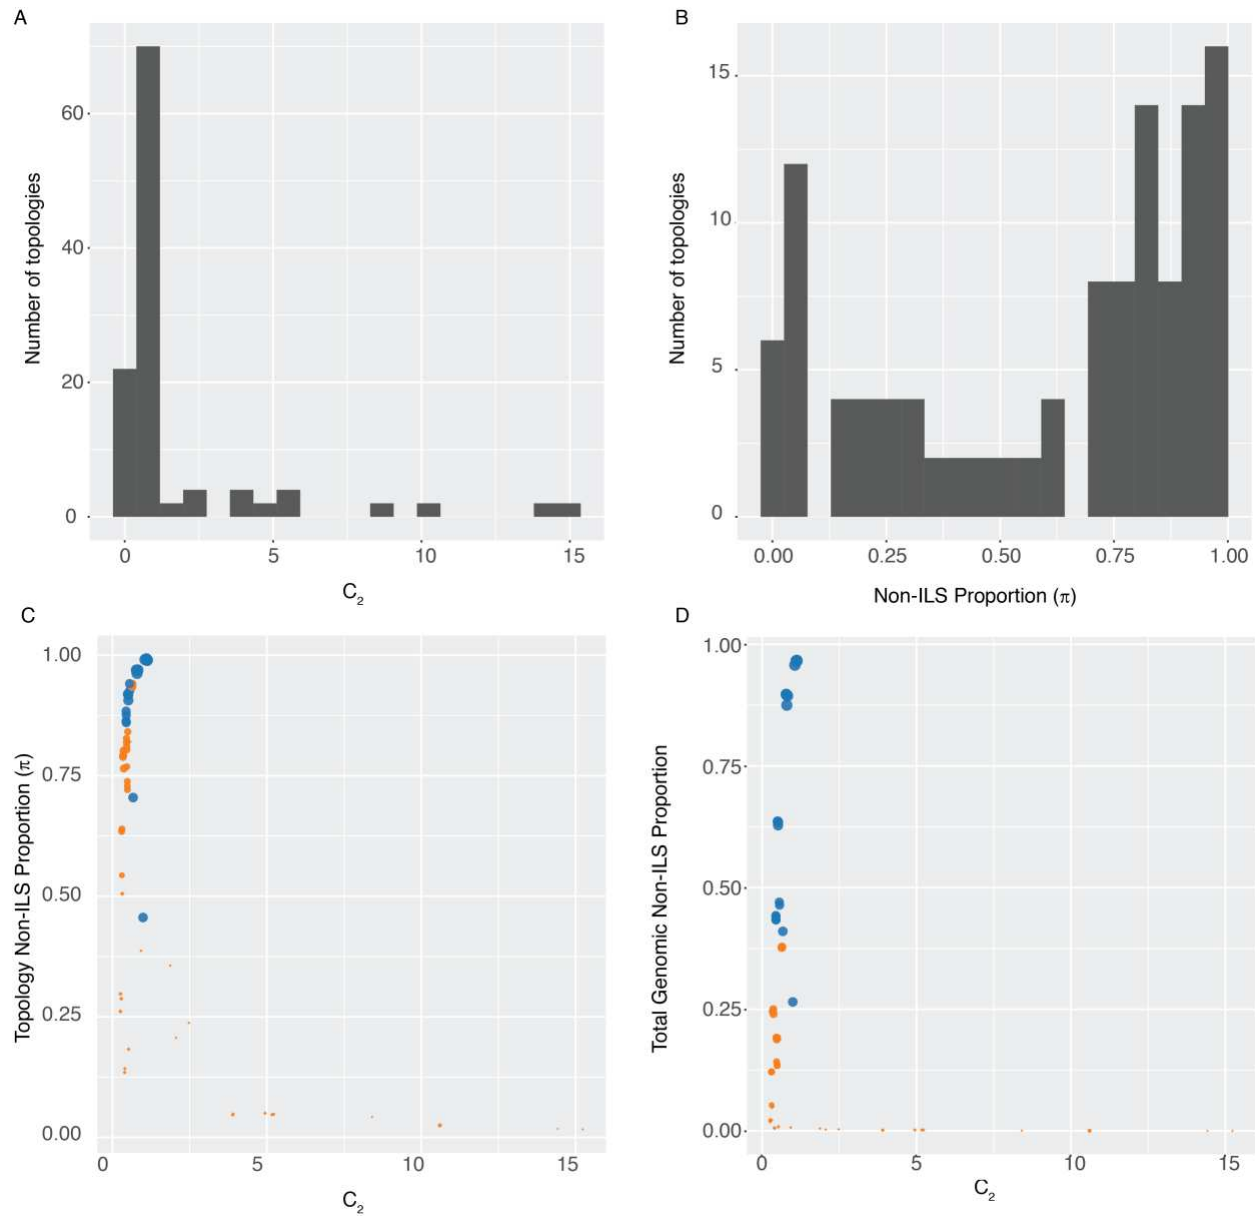 A
B
Number of topologies
60
40
20
0
0
5
10
15
C₂
Number of topologies
15
10
5
0
0.00
0.25
0.50
0.75
1.00
Non-ILS Proportion (π)
C
D
Topology Non-ILS Proportion (π)
1.00
0.75
0.50
0.25
0.00
0
5
10
15
C₂
Total Genomic Non-ILS Proportion
1.00
0.75
0.50
0.25
0.00
0
5
10
15
C₂